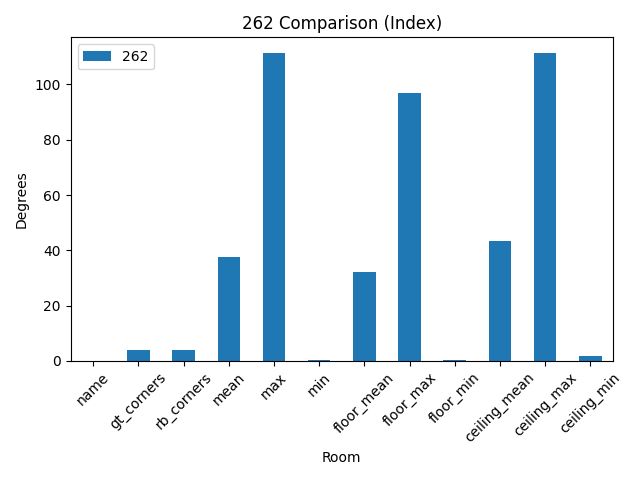 262 Comparison (Index)
262
Degrees
100
80
60
40
20
0
name
gt_corners
rb_corners
mean
max
min
floor_mean
floor_max
floor_min
ceiling_mean
ceiling_max
ceiling_min
Room